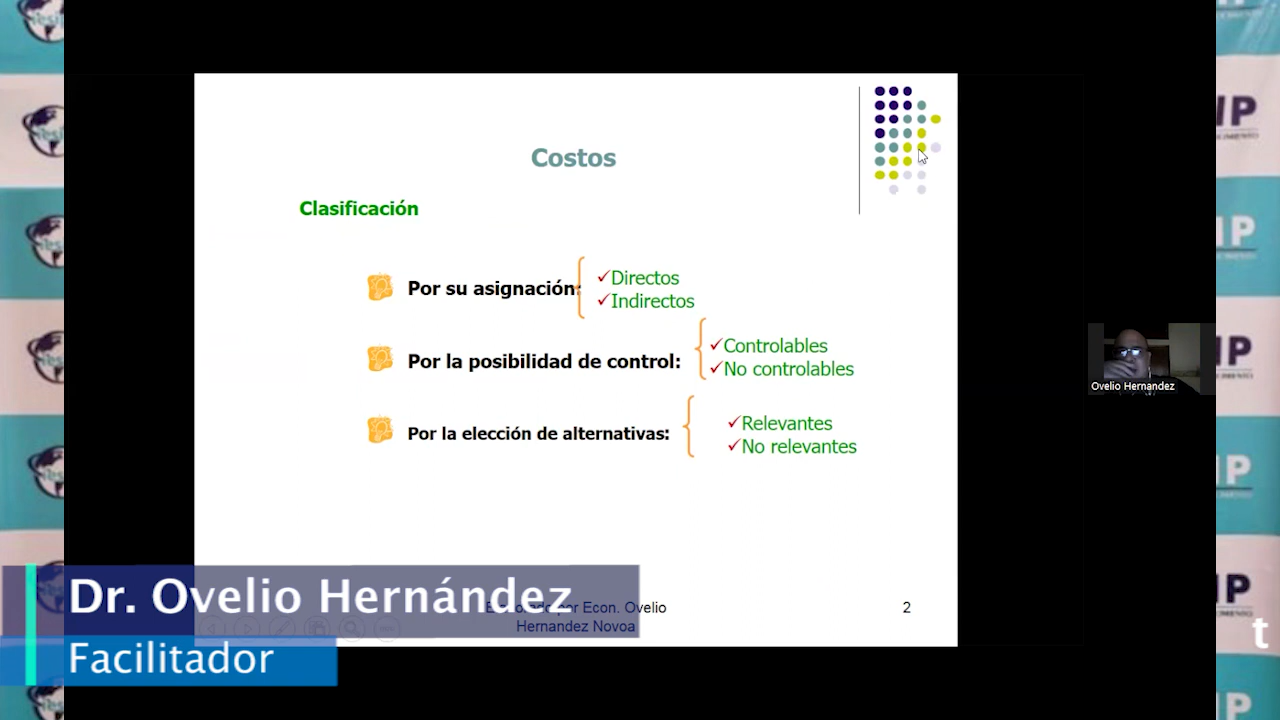 Costos
Clasificación
Por su asignación:
✓Directos
✓Indirectos
Por la posibilidad de control:
✓Controlables
✓No controlables
Por la elección de alternativas:
✓Relevantes
✓No relevantes
Ovelio Hernandez
Dr. Ovelio Hernández
Facilitador
por Econ. Ovelio
Hernandez Novoa
2
t